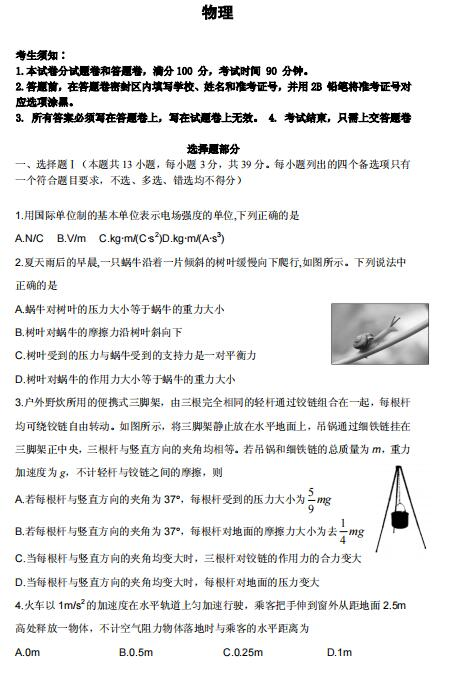 物理
考生须知：
1.本试卷分试题卷和答题卷，满分 100 分，考试时间 90 分钟。
2.答题前，在答题卷密封区内填写学校、姓名和准考证号，并用 2B 铅笔将准考证号对
应选项涂黑。
3. 所有答案必须写在答题卷上，写在试题卷上无效。 4. 考试结束，只需上交答题卷
选择题部分
一、选择题Ⅰ（本题共 13 小题，每小题 3 分，共 39 分。每小题列出的四个备选项只有
一个符合题目要求，不选、多选、错选均不得分）
1.用国际单位制的基本单位表示电场强度的单位,下列正确的是
A.N/C B.V/m C.kg·m/(C·s²)D.kg·m/(A·s³)
2.夏天雨后的早晨,一只蜗牛沿着一片倾斜的树叶缓慢向下爬行,如图所示。下列说法中
正确的是
A.蜗牛对树叶的压力大小等于蜗牛的重力大小
B.树叶对蜗牛的摩擦力沿树叶斜向下
C.树叶受到的压力与蜗牛受到的支持力是一对平衡力
D.树叶对蜗牛的作用力大小等于蜗牛的重力大小
3.户外野炊所用的便携式三脚架，由三根完全相同的轻杆通过铰链组合在一起，每根杆
均可绕铰链自由转动。如图所示，将三脚架静止放在水平地面上，吊锅通过细铁链挂在
三脚架正中央，三根杆与竖直方向的夹角均相等。若吊锅和细铁链的总质量为 m，重力
加速度为 g，不计轻杆与铰链之间的摩擦，则
A.若每根杆与竖直方向的夹角为 37°，每根杆受到的压力大小为 5/9 mg
B.若每根杆与竖直方向的夹角为 37°，每根杆对地面的摩擦力大小为去 1/4 mg
C.当每根杆与竖直方向的夹角均变大时，三根杆对铰链的作用力的合力变大
D.当每根杆与竖直方向的夹角均变大时，每根杆对地面的压力变大
4.火车以 1m/s²的加速度在水平轨道上匀加速行驶，乘客把手伸到窗外从距地面 2.5m
高处释放一物体，不计空气阻力物体落地时与乘客的水平距离为
A.0m B.0.5m C.0.25m D.1m